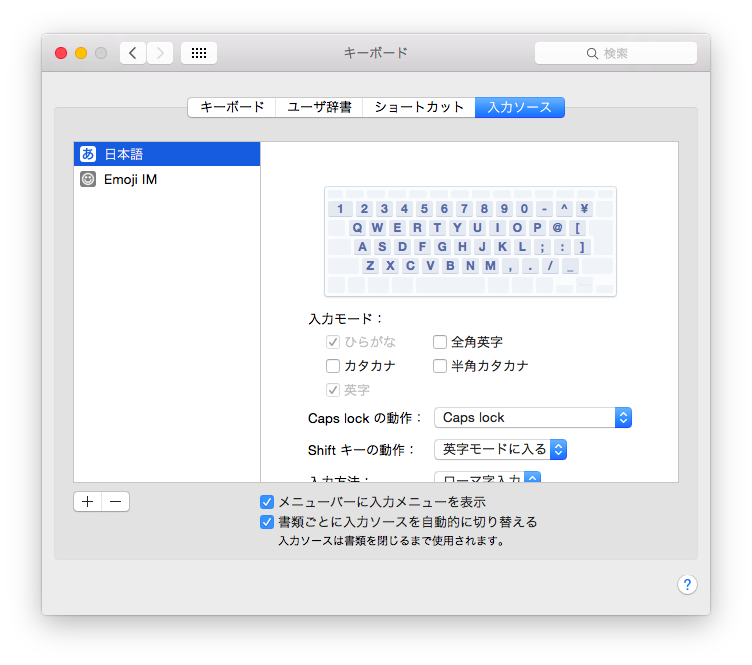 キーボード
検索
キーボード ユーザ辞書 ショートカット 入力ソース
あ 日本語
Emoji IM
1 2 3 4 5 6 7 8 9 0 - ^ ¥
Q W E R T Y U I O P @ [
A S D F G H J K L ; : ]
Z X C V B N M , . / _
入力モード：
ひらがな 全角英字
カタカナ 半角カタカナ
英字
Caps lock の動作： Caps lock
Shift キーの動作： 英字モードに入る
入力方法： ローマ字入力
+ −
メニューバーに入力メニューを表示
書類ごとに入力ソースを自動的に切り替える
入力ソースは書類を閉じるまで使用されます。
?